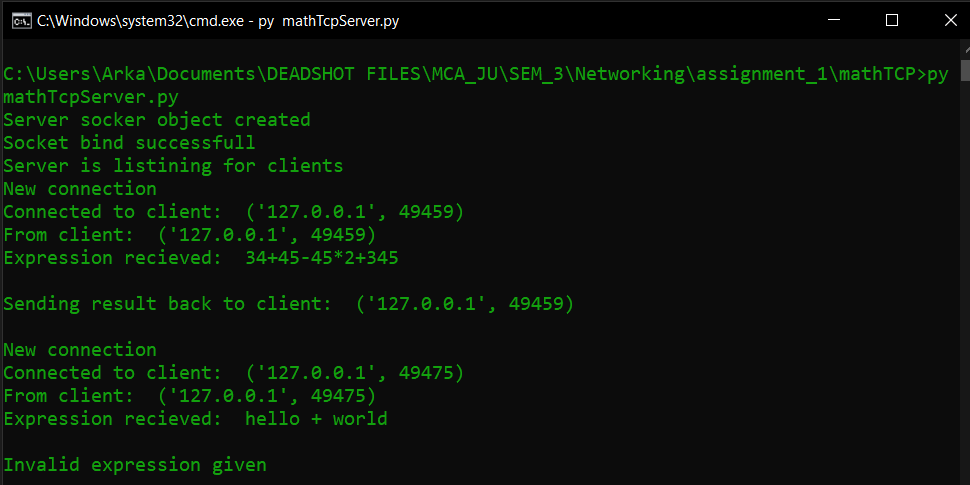 C:\Windows\system32\cmd.exe - py  mathTcpServer.py
C:\Users\Arka\Documents\DEADSHOT FILES\MCA_JU\SEM_3\Networking\assignment_1\mathTCP>py
mathTcpServer.py
Server socker object created
Socket bind successfull
Server is listining for clients
New connection
Connected to client:  ('127.0.0.1', 49459)
From client:  ('127.0.0.1', 49459)
Expression recieved:  34+45-45*2+345
Sending result back to client:  ('127.0.0.1', 49459)
New connection
Connected to client:  ('127.0.0.1', 49475)
From client:  ('127.0.0.1', 49475)
Expression recieved:  hello + world
Invalid expression given